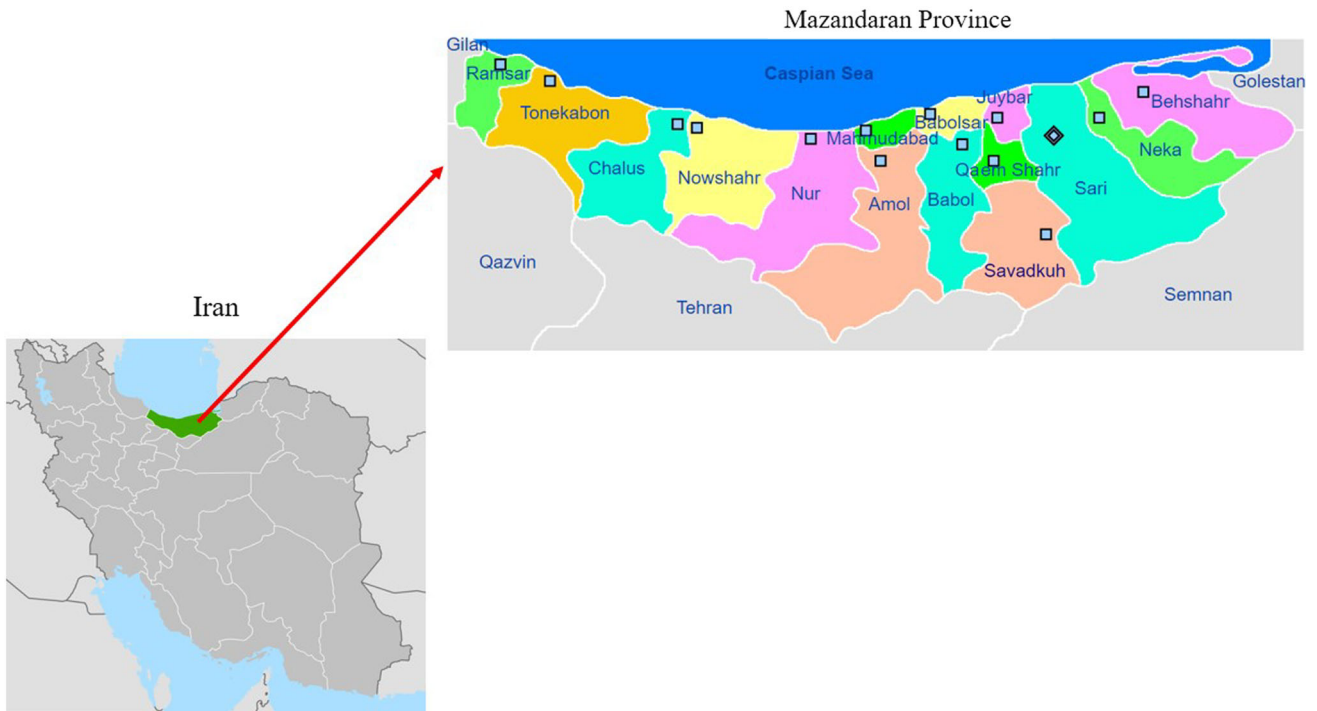 Mazandaran Province
Gilan
Ramsar
Caspian Sea
Golestan
Tonekabon
Juybar
Behshahr
Babolsar
Mahmudabad
Neka
Chalus
Nowshahr
Qaem Shahr
Nur
Amol
Babol
Sari
Qazvin
Savadkuh
Tehran
Semnan
Iran